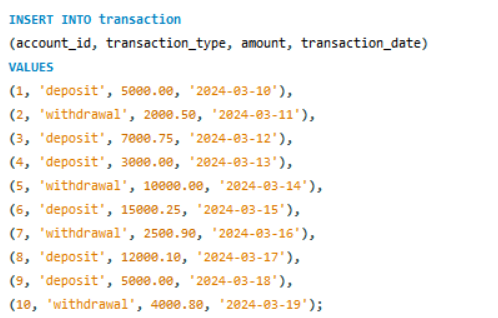 INSERT INTO transaction
(account_id, transaction_type, amount, transaction_date)
VALUES
(1, 'deposit', 5000.00, '2024-03-10'),
(2, 'withdrawal', 2000.50, '2024-03-11'),
(3, 'deposit', 7000.75, '2024-03-12'),
(4, 'deposit', 3000.00, '2024-03-13'),
(5, 'withdrawal', 10000.00, '2024-03-14'),
(6, 'deposit', 15000.25, '2024-03-15'),
(7, 'withdrawal', 2500.90, '2024-03-16'),
(8, 'deposit', 12000.10, '2024-03-17'),
(9, 'deposit', 5000.00, '2024-03-18'),
(10, 'withdrawal', 4000.80, '2024-03-19');